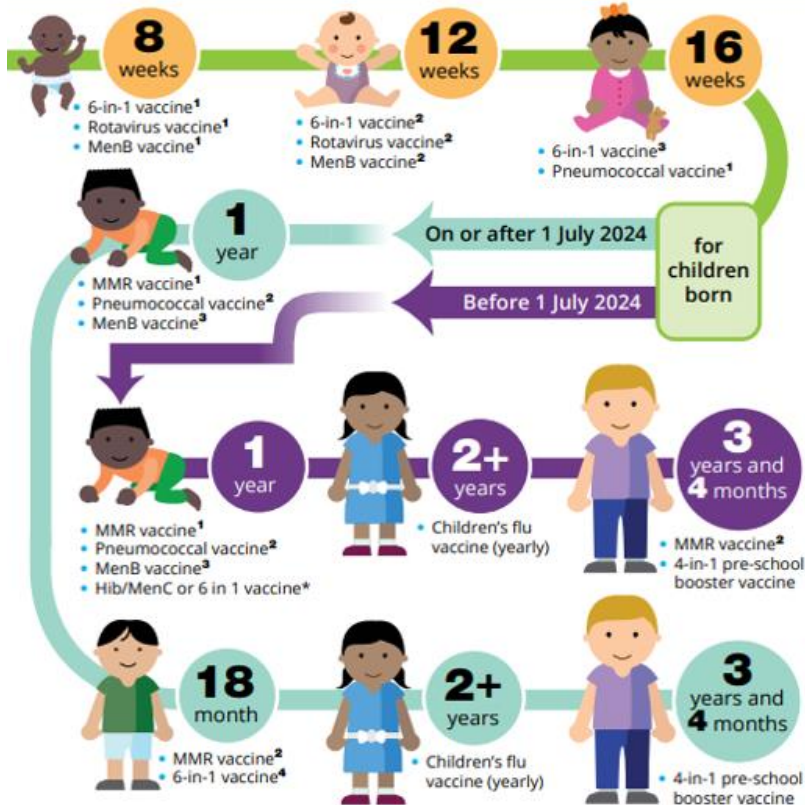 8
weeks
• 6-in-1 vaccine¹
• Rotavirus vaccine¹
• MenB vaccine¹
12
weeks
• 6-in-1 vaccine²
• Rotavirus vaccine²
• MenB vaccine²
16
weeks
• 6-in-1 vaccine³
• Pneumococcal vaccine¹
for
children
born
On or after 1 July 2024
Before 1 July 2024
1
year
• MMR vaccine¹
• Pneumococcal vaccine²
• MenB vaccine³
1
year
• MMR vaccine¹
• Pneumococcal vaccine²
• MenB vaccine³
• Hib/MenC or 6 in 1 vaccine*
2+
years
• Children's flu
vaccine (yearly)
3
years and
4 months
• MMR vaccine²
• 4-in-1 pre-school
booster vaccine
18
month
• MMR vaccine²
• 6-in-1 vaccine⁴
2+
years
• Children's flu
vaccine (yearly)
3
years and
4 months
• 4-in-1 pre-school
booster vaccine